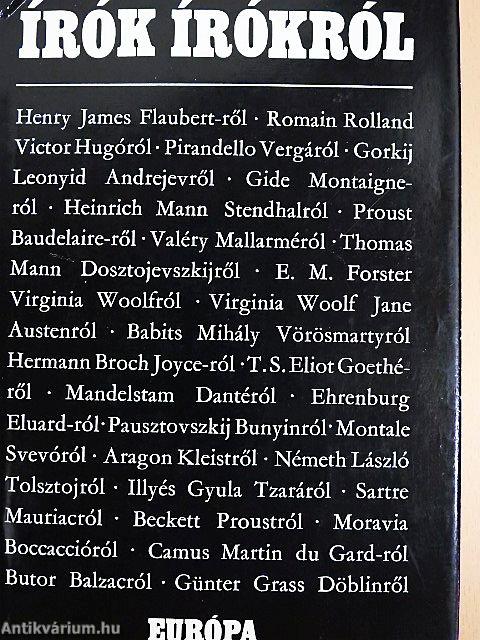 ÍRÓK ÍRÓKRÓL
Henry James Flaubert-ről · Romain Rolland
Victor Hugóról · Pirandello Vergáról · Gorkij
Leonyid Andrejevről · Gide Montaigne-
ról · Heinrich Mann Stendhalról · Proust
Baudelaire-ről · Valéry Mallarméról · Thomas
Mann Dosztojevszkijről · E. M. Forster
Virginia Woolfról · Virginia Woolf Jane
Austenról · Babits Mihály Vörösmartyról
Hermann Broch Joyce-ról · T. S. Eliot Goethé-
ről · Mandelstam Dantéról · Ehrenburg
Eluard-ról · Pausztovszkij Bunyinról · Montale
Svevóról · Aragon Kleistről · Németh László
Tolsztojról · Illyés Gyula Tzaráról · Sartre
Mauriacról · Beckett Proustról · Moravia
Boccaccióról · Camus Martin du Gard-ról
Butor Balzacról · Günter Grass Döblinről
EURÓPA
Antikvárium.hu